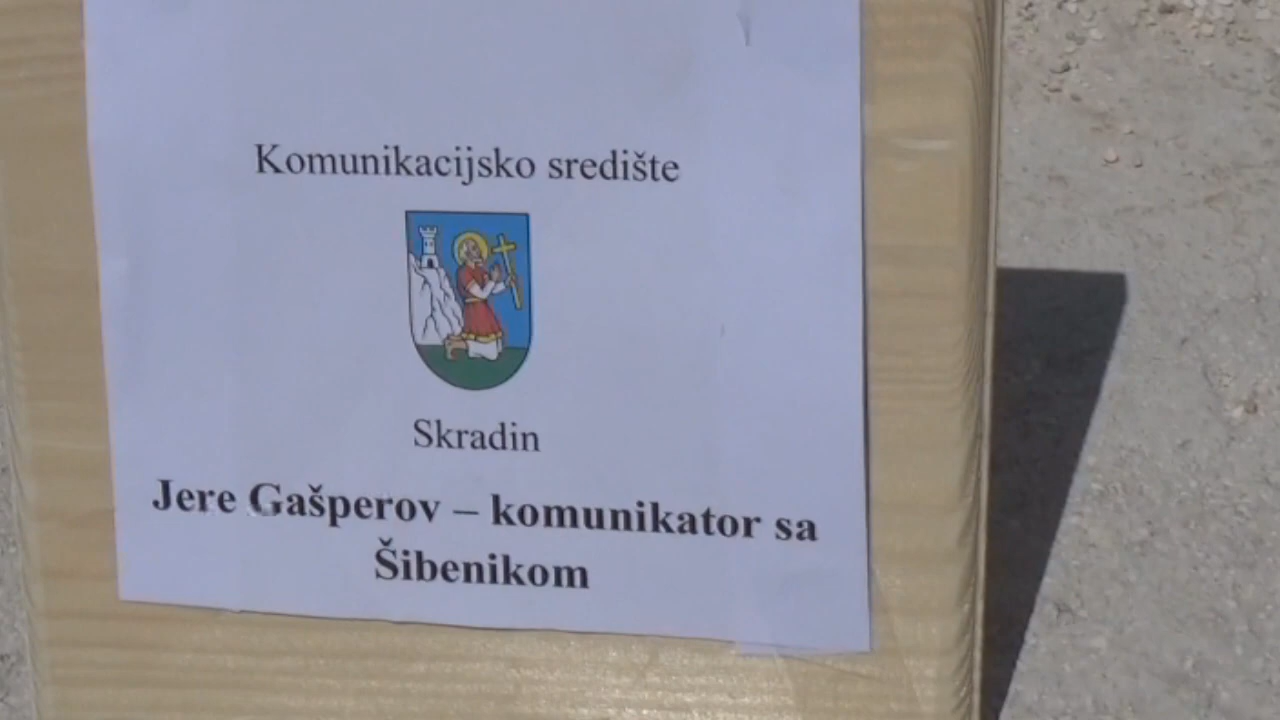 Komunikacijsko središte
Skradin
Jere Gašperov – komunikator sa
Šibenikom